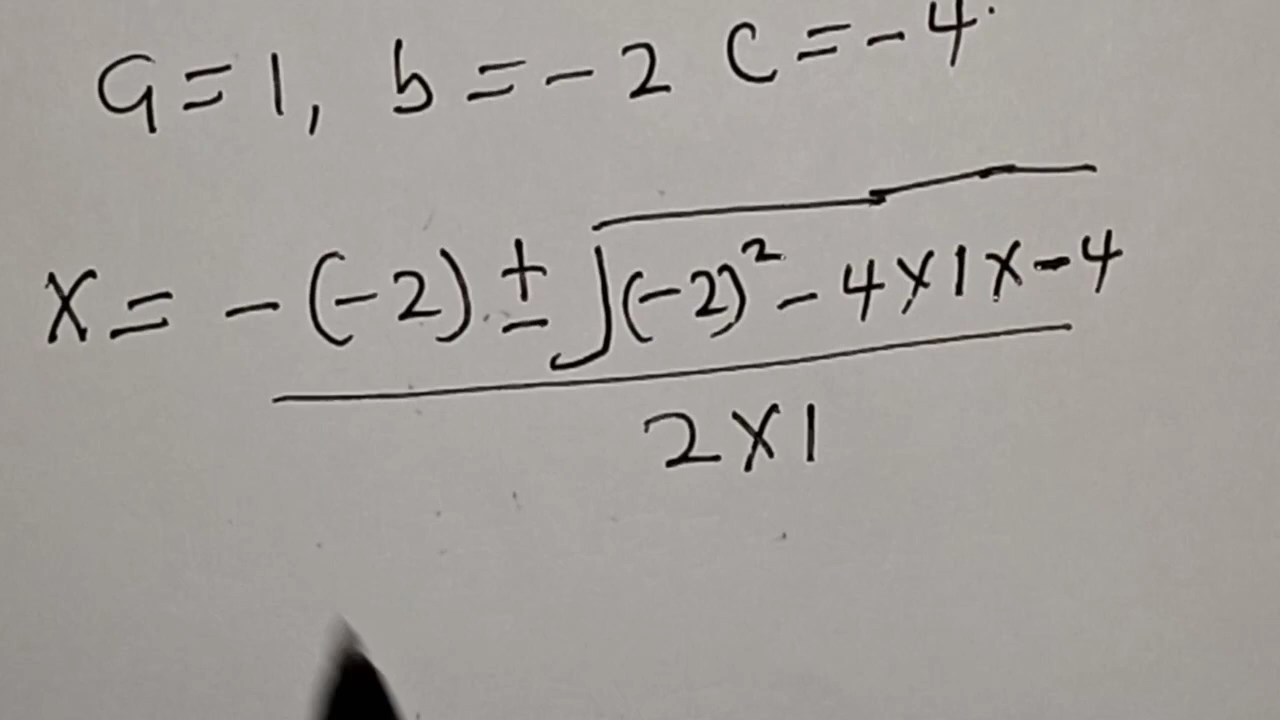 a=1, b=-2 c=-4.
x= -(-2) ± √(-2)² - 4×1×-4
2×1